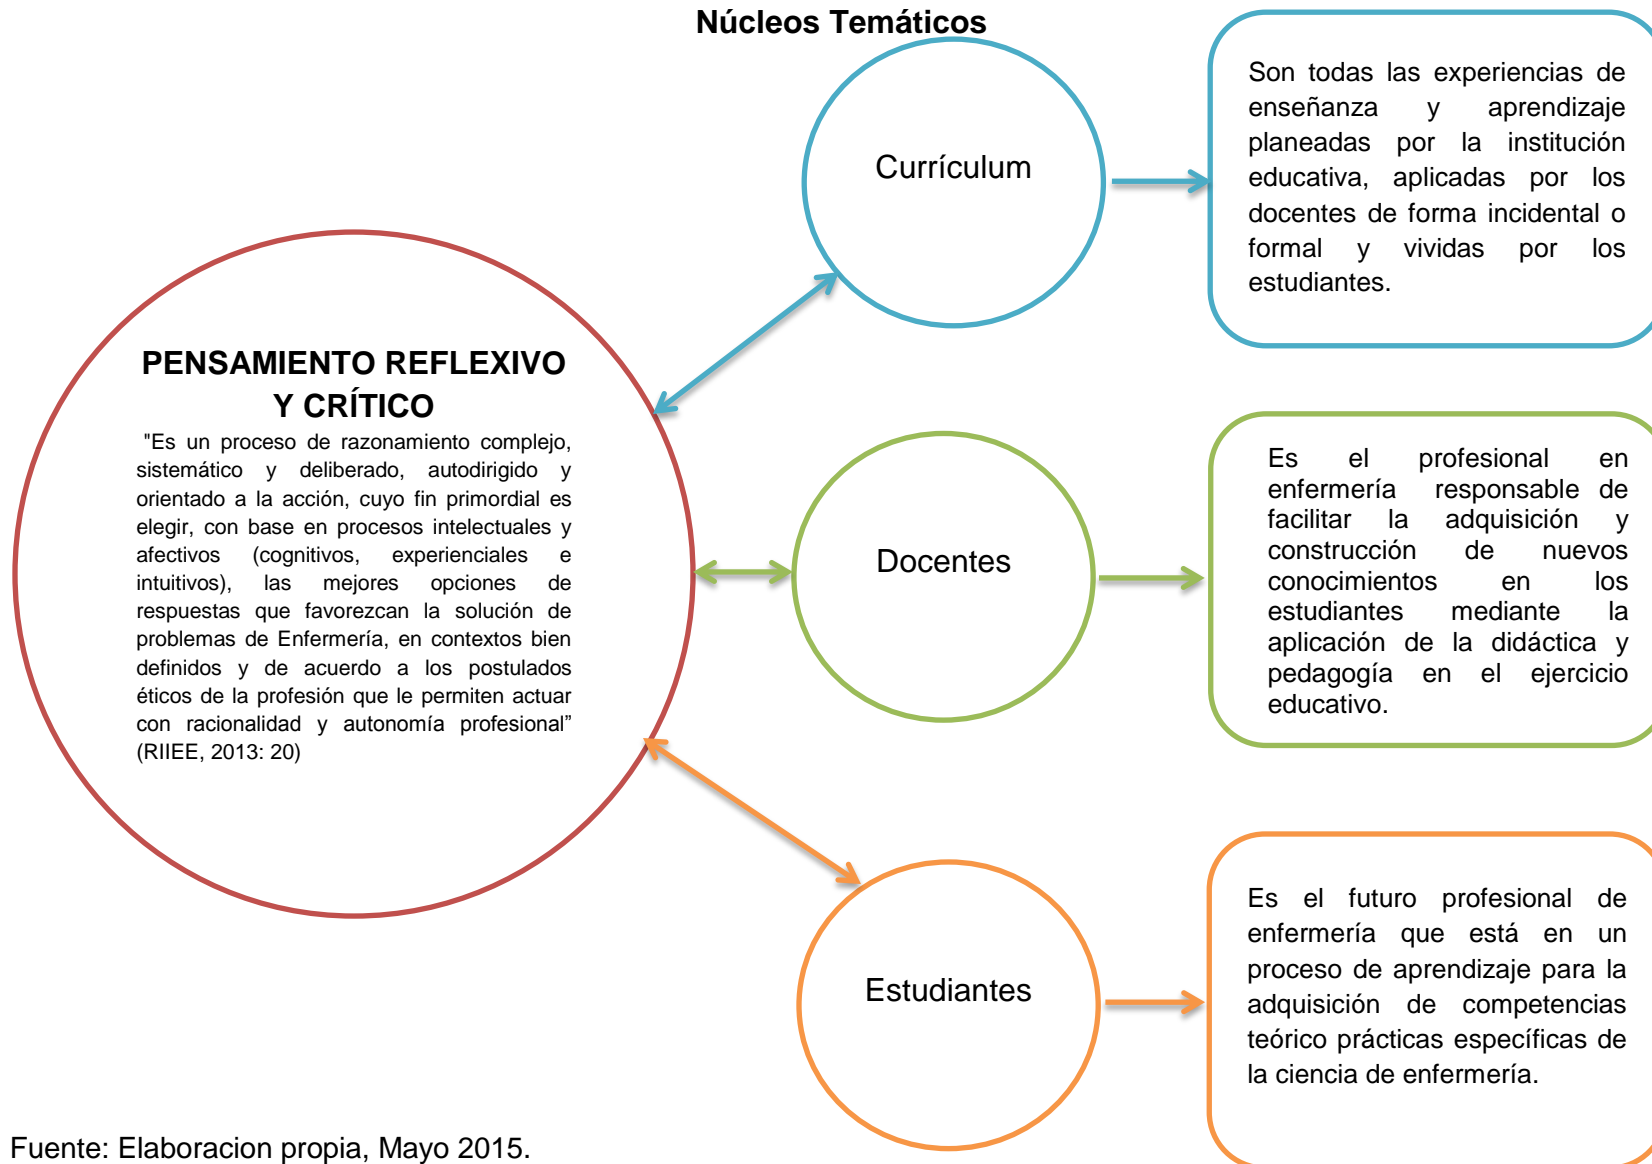 Núcleos Temáticos
PENSAMIENTO REFLEXIVO
Y CRÍTICO
"Es un proceso de razonamiento complejo,
sistemático y deliberado, autodirigido y
orientado a la acción, cuyo fin primordial es
elegir, con base en procesos intelectuales y
afectivos (cognitivos, experienciales e
intuitivos), las mejores opciones de
respuestas que favorezcan la solución de
problemas de Enfermería, en contextos bien
definidos y de acuerdo a los postulados
éticos de la profesión que le permiten actuar
con racionalidad y autonomía profesional”
(RIIEE, 2013: 20)
Currículum
Son todas las experiencias de
enseñanza y aprendizaje
planeadas por la institución
educativa, aplicadas por los
docentes de forma incidental o
formal y vividas por los
estudiantes.
Docentes
Es el profesional en
enfermería responsable de
facilitar la adquisición y
construcción de nuevos
conocimientos en los
estudiantes mediante la
aplicación de la didáctica y
pedagogía en el ejercicio
educativo.
Estudiantes
Es el futuro profesional de
enfermería que está en un
proceso de aprendizaje para la
adquisición de competencias
teórico prácticas específicas de
la ciencia de enfermería.
Fuente: Elaboracion propia, Mayo 2015.